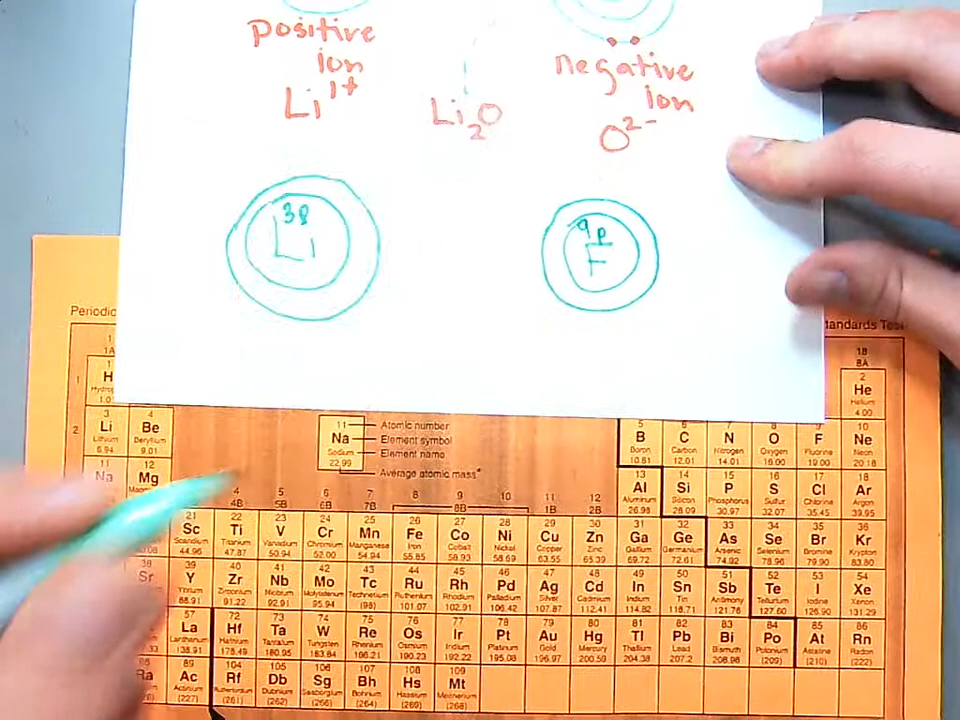 positive
ion
Li1+
Li2O
negative
ion
O2-
3p
Li
9p
F
Periodic
1
1A
18
8A
1
H
2
He
Helium
4.00
3
Li
Lithium
6.94
4
Be
Beryllium
9.01
11
Na
Sodium
22.99
Atomic number
Element symbol
Element name
Average atomic mass*
5
B
Boron
10.81
6
C
Carbon
12.01
7
N
Nitrogen
14.01
8
O
Oxygen
16.00
9
F
Fluorine
19.00
10
Ne
Neon
20.18
11
Na
12
Mg
13
Al
Aluminum
26.98
14
Si
Silicon
28.09
15
P
Phosphorus
30.97
16
S
Sulfur
32.07
17
Cl
Chlorine
35.45
18
Ar
Argon
39.95
4
4B
5
5B
6
6B
7
7B
8
9
8B
10
11
1B
12
2B
21
Sc
Scandium
44.96
22
Ti
Titanium
47.87
23
V
Vanadium
50.94
24
Cr
Chromium
52.00
25
Mn
Manganese
54.94
26
Fe
Iron
55.85
27
Co
Cobalt
58.93
28
Ni
Nickel
58.69
29
Cu
Copper
63.55
30
Zn
Zinc
65.39
31
Ga
Gallium
69.72
32
Ge
Germanium
72.61
33
As
Arsenic
74.92
34
Se
Selenium
78.96
35
Br
Bromine
79.90
36
Kr
Krypton
83.80
38
Sr
39
Y
Yttrium
88.91
40
Zr
Zirconium
91.22
41
Nb
Niobium
92.91
42
Mo
Molybdenum
95.94
43
Tc
Technetium
(98)
44
Ru
Ruthenium
101.07
45
Rh
Rhodium
102.91
46
Pd
Palladium
106.42
47
Ag
Silver
107.87
48
Cd
Cadmium
112.41
49
In
Indium
114.82
50
Sn
Tin
118.71
51
Sb
Antimony
121.76
52
Te
Tellurium
127.60
53
I
Iodine
126.90
54
Xe
Xenon
131.29
57
La
Lanthanum
138.91
72
Hf
Hafnium
178.49
73
Ta
Tantalum
180.95
74
W
Tungsten
183.84
75
Re
Rhenium
186.21
76
Os
Osmium
190.23
77
Ir
Iridium
192.22
78
Pt
Platinum
195.08
79
Au
Gold
196.97
80
Hg
Mercury
200.59
81
Tl
Thallium
204.38
82
Pb
Lead
207.2
83
Bi
Bismuth
208.98
84
Po
Polonium
(209)
85
At
Astatine
(210)
86
Rn
Radon
(222)
88
Ra
89
Ac
Actinium
(227)
104
Rf
Rutherfordium
(261)
105
Db
Dubnium
(262)
106
Sg
Seaborgium
(266)
107
Bh
Bohrium
(264)
108
Hs
Hassium
(269)
109
Mt
Meitnerium
(268)